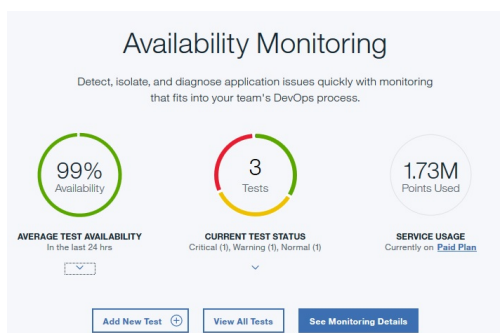 Availability Monitoring
Detect, isolate, and diagnose application issues quickly with monitoring
that fits into your team's DevOps process.
99%
Availability
3
Tests
1.73M
Points Used
AVERAGE TEST AVAILABILITY
In the last 24 hrs
CURRENT TEST STATUS
Critical (1), Warning (1), Normal (1)
SERVICE USAGE
Currently on Paid Plan
Add New Test
View All Tests
See Monitoring Details